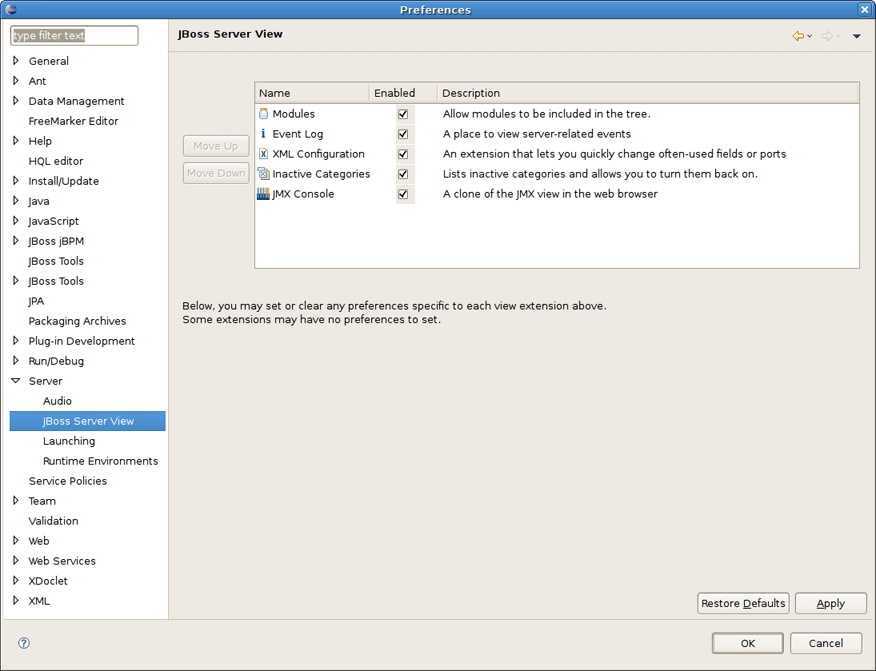 Preferences
type filter text
General
Ant
Data Management
FreeMarker Editor
Help
HQL editor
Install/Update
Java
JavaScript
JBoss jBPM
JBoss Tools
JBoss Tools
JPA
Packaging Archives
Plug-in Development
Run/Debug
Server
Audio
JBoss Server View
Launching
Runtime Environments
Service Policies
Team
Validation
Web
Web Services
XDoclet
XML
JBoss Server View
Name Enabled Description
Modules Allow modules to be included in the tree.
Event Log A place to view server-related events
XML Configuration An extension that lets you quickly change often-used fields or ports
Inactive Categories Lists inactive categories and allows you to turn them back on.
JMX Console A clone of the JMX view in the web browser
Move Up
Move Down
Below, you may set or clear any preferences specific to each view extension above.
Some extensions may have no preferences to set.
Restore Defaults Apply
OK Cancel